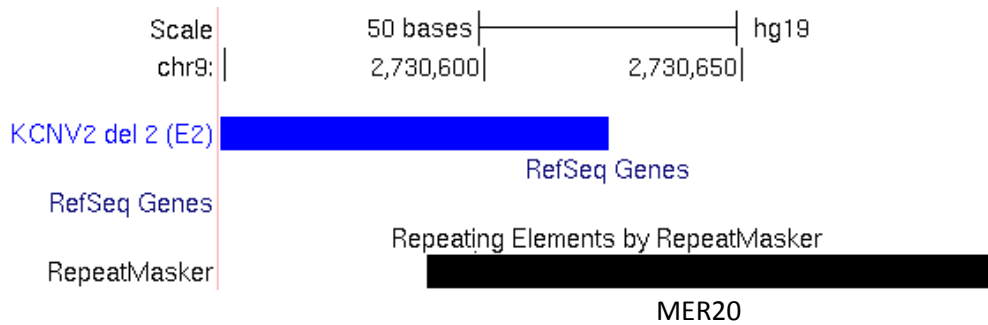 Scale 50 bases hg19
chr9: 2,730,600 2,730,650
KCNV2 del 2 (E2)
RefSeq Genes
RefSeq Genes
Repeating Elements by RepeatMasker
RepeatMasker
MER20